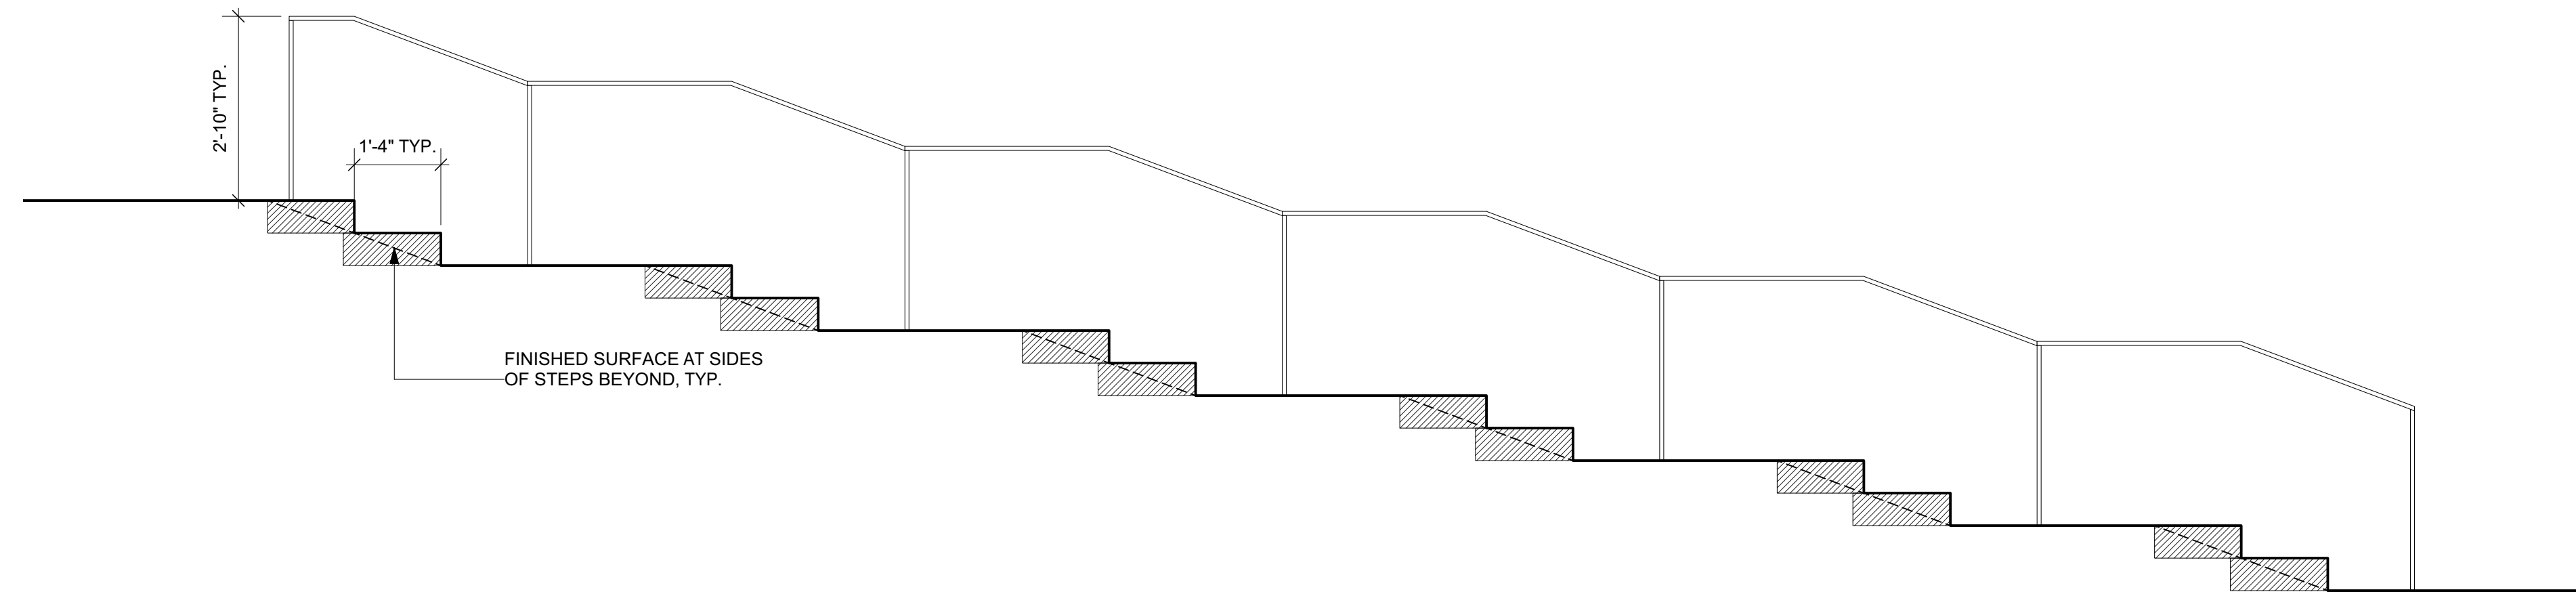 2'-10" TYP.
1'-4" TYP.
FINISHED SURFACE AT SIDES
OF STEPS BEYOND, TYP.